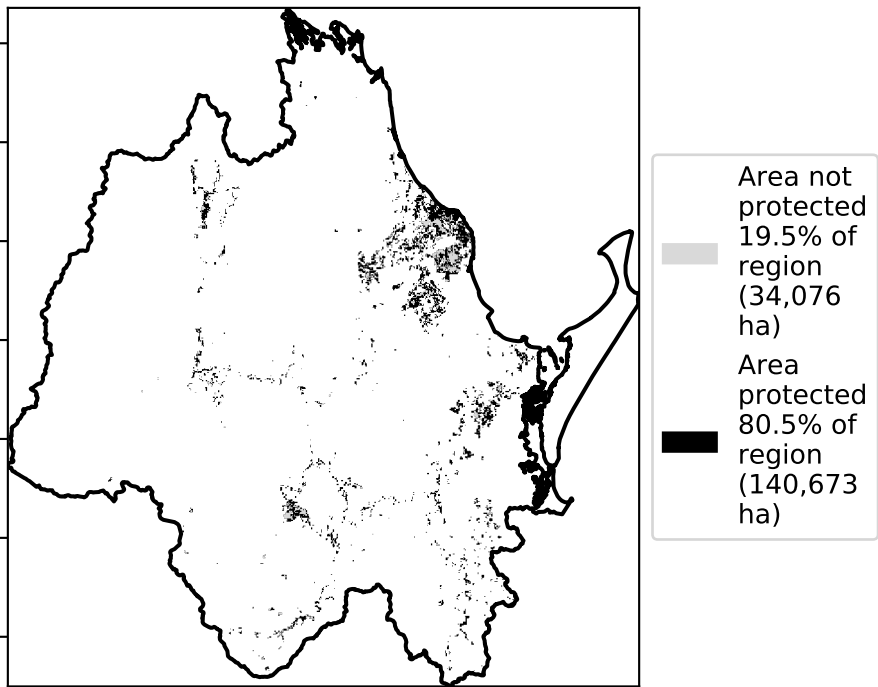 Area not
protected
19.5% of
region
(34,076
ha)
Area
protected
80.5% of
region
(140,673
ha)